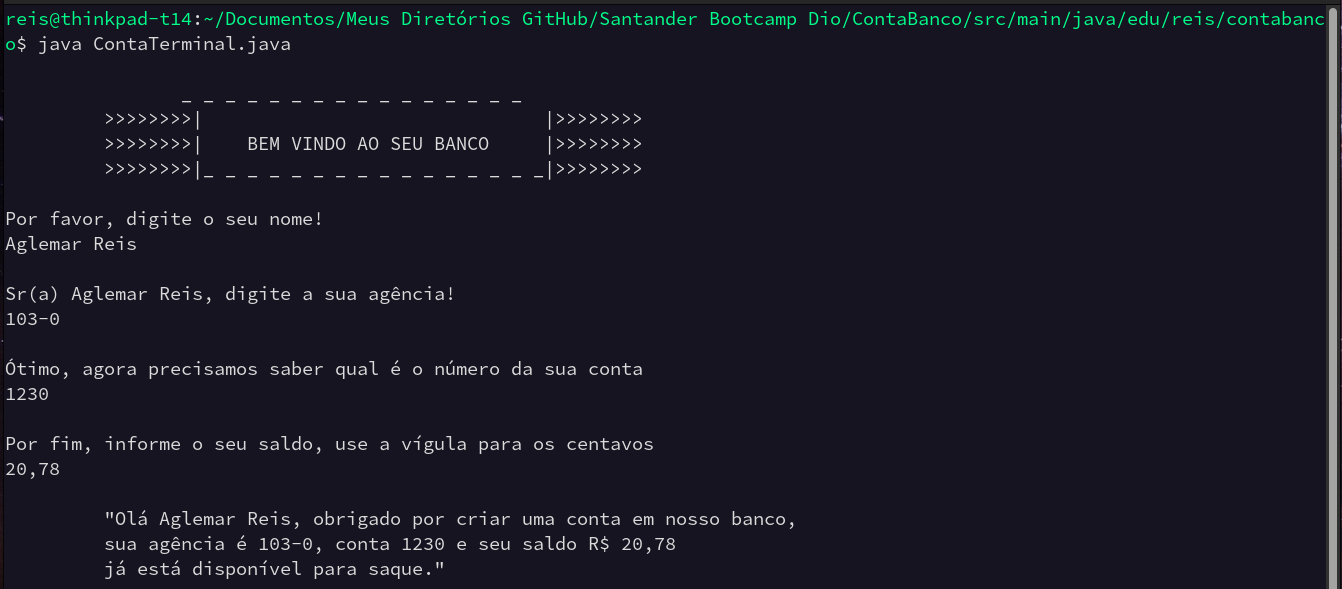 reis@thinkpad-t14:~/Documentos/Meus Diretórios GitHub/Santander Bootcamp Dio/ContaBanco/src/main/java/edu/reis/contabanc
o$ java ContaTerminal.java
_ _ _ _ _ _ _ _ _ _ _ _ _ _ _ _
>>>>>>>>|                               |>>>>>>>>
>>>>>>>>|    BEM VINDO AO SEU BANCO     |>>>>>>>>
>>>>>>>>|_ _ _ _ _ _ _ _ _ _ _ _ _ _ _ _|>>>>>>>>
Por favor, digite o seu nome!
Aglemar Reis
Sr(a) Aglemar Reis, digite a sua agência!
103-0
Ótimo, agora precisamos saber qual é o número da sua conta
1230
Por fim, informe o seu saldo, use a vígula para os centavos
20,78
"Olá Aglemar Reis, obrigado por criar uma conta em nosso banco,
sua agência é 103-0, conta 1230 e seu saldo R$ 20,78
já está disponível para saque."